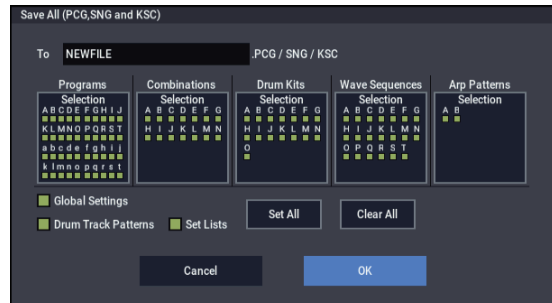 Save All (PCG,SNG and KSC)
To NEWFILE .PCG / SNG / KSC
Programs Combinations Drum Kits Wave Sequences Arp Patterns
Selection Selection Selection Selection Selection
A B C D E F G H I J A B C D E F G A B C D E F G A B C D E F G A B
K L M N O P Q R S T H I J K L M N H I J K L M N H I J K L M N
a b c d e f g h i j O O P Q R S T
k l m n o p q r s t
Global Settings
Drum Track Patterns Set Lists Set All Clear All
Cancel OK